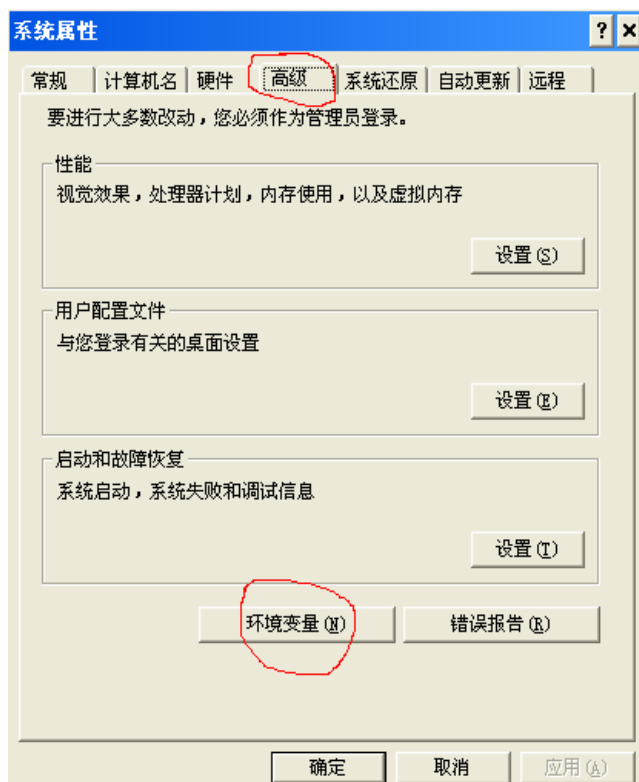 系统属性
常规 计算机名 硬件 高级 系统还原 自动更新 远程
要进行大多数改动，您必须作为管理员登录。
性能
视觉效果，处理器计划，内存使用，以及虚拟内存
设置(S)
用户配置文件
与您登录有关的桌面设置
设置(E)
启动和故障恢复
系统启动，系统失败和调试信息
设置(T)
环境变量(N) 错误报告(R)
确定 取消 应用(A)